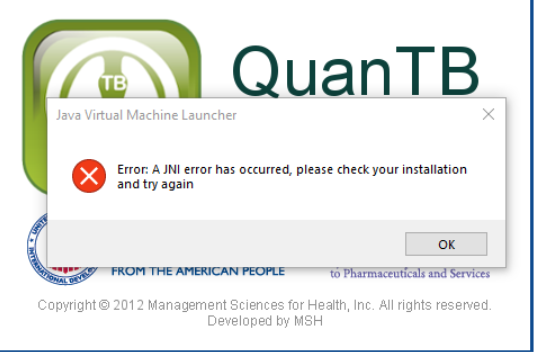 TB
QuanTB
Java Virtual Machine Launcher
Error: A JNI error has occurred, please check your installation
and try again
OK
FROM THE AMERICAN PEOPLE
to Pharmaceuticals and Services
Copyright © 2012 Management Sciences for Health, Inc. All rights reserved.
Developed by MSH